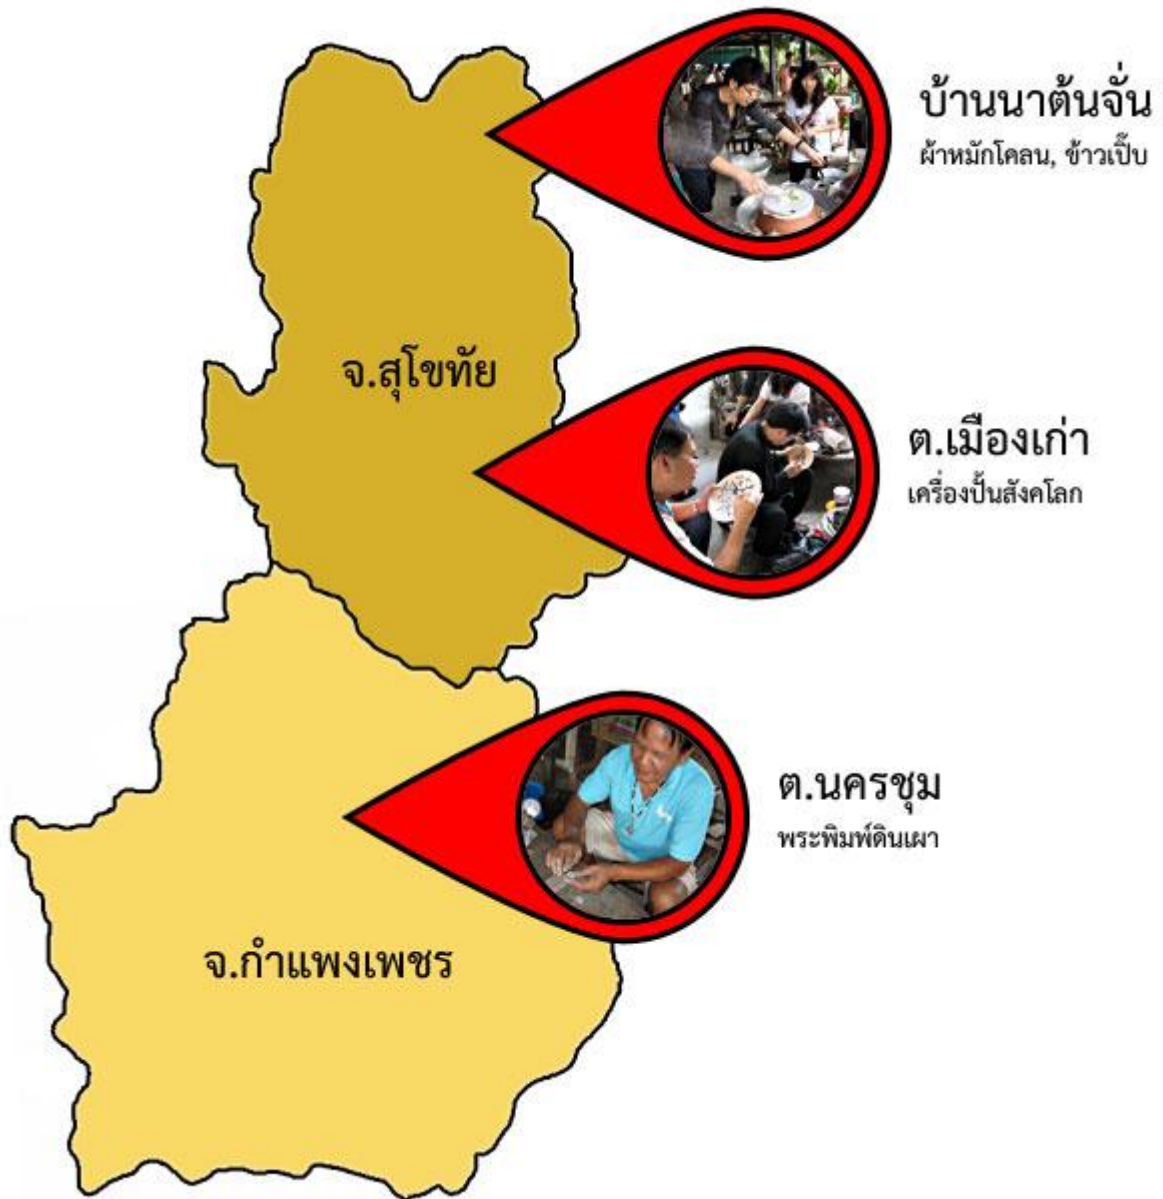 บ้านนาต้นจั่น
ผ้าหมักโคลน, ข้าวเปิ๊บ
จ.สุโขทัย
ต.เมืองเก่า
เครื่องปั้นสังคโลก
ต.นครชุม
พระพิมพ์ดินเผา
จ.กำแพงเพชร